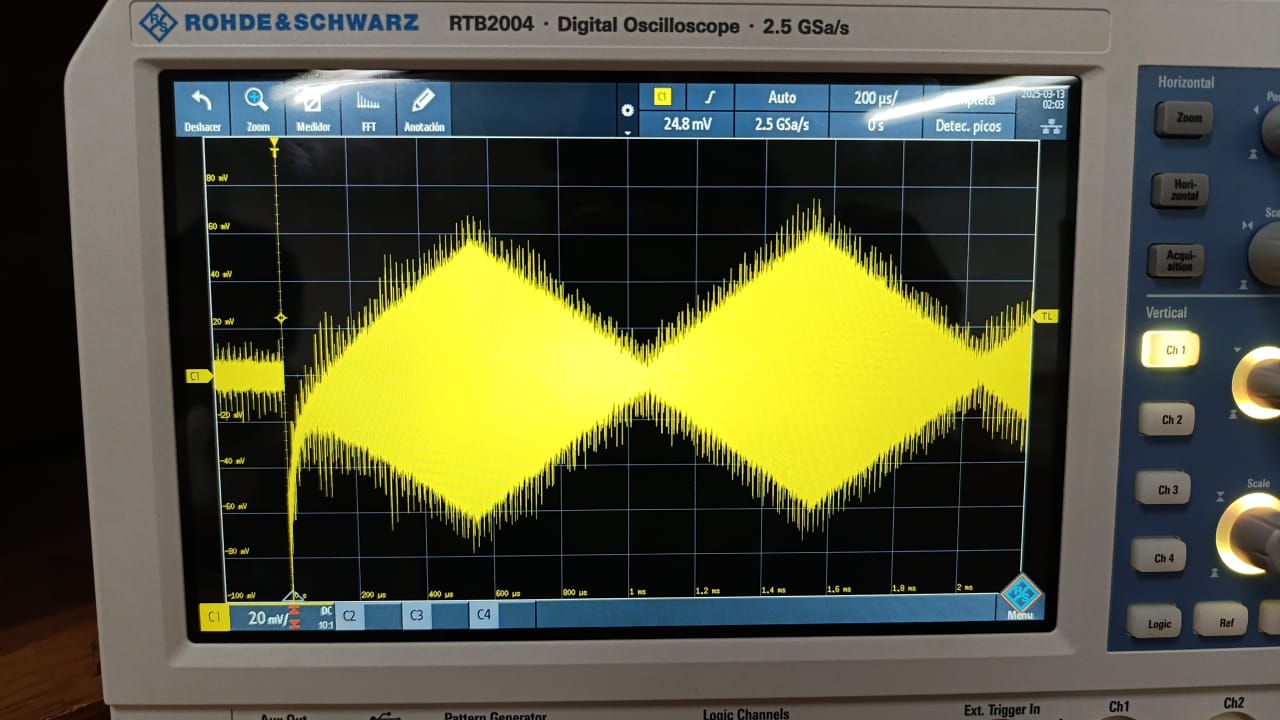 ROHDE&SCHWARZ RTB2004 · Digital Oscilloscope · 2.5 GSa/s
Deshacer Zoom Medidor FFT Anotación
C1 Auto 200 µs/
24.8 mV 2.5 GSa/s 0 s Detec. picos
2025-03-13
02:03
80 mV
60 mV
40 mV
20 mV
C1
TL
-20 mV
-40 mV
-60 mV
-80 mV
-100 mV
200 µs 400 µs 600 µs 800 µs 1 ms 1.2 ms 1.4 ms 1.6 ms 1.8 ms 2 ms
C1 20 mV/ DC 10:1 C2 C3 C4 Menu
Horizontal
Zoom
Hori-
zontal
Acqui-
sition
Vertical
Ch 1
Ch 2
Ch 3
Scale
Ch 4
Logic Ref
Aux Out Pattern Generator Logic Channels Ext. Trigger In Ch1 Ch2